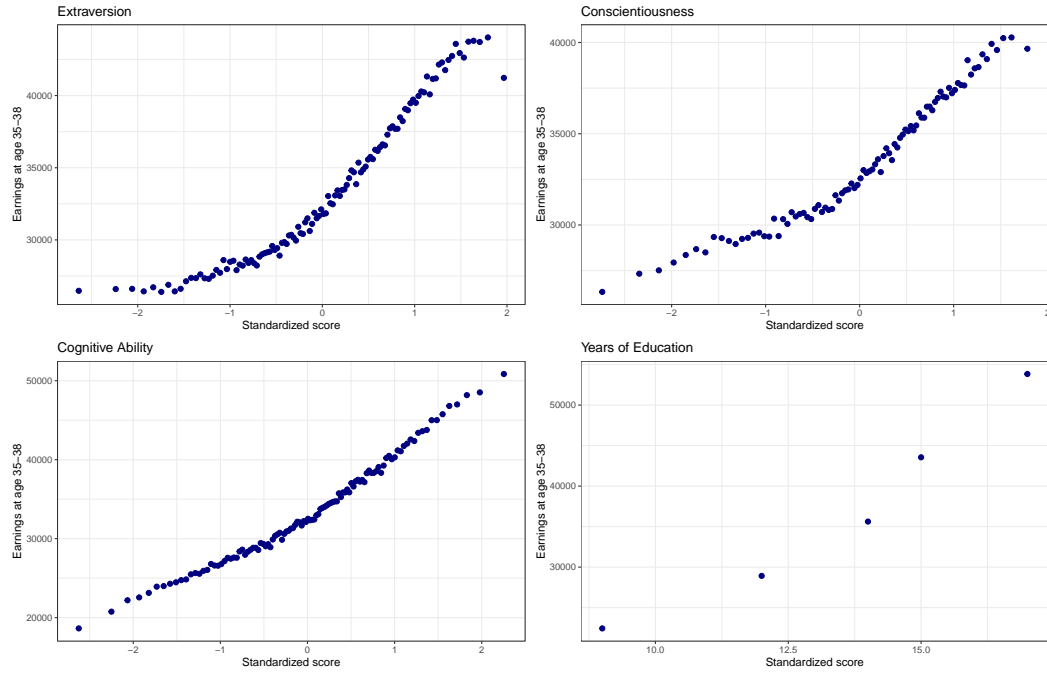 Extraversion
Earnings at age 35−38
40000
35000
30000
−2
−1
0
1
2
Standardized score
Conscientiousness
Earnings at age 35−38
40000
35000
30000
−2
−1
0
1
2
Standardized score
Cognitive Ability
Earnings at age 35−38
50000
40000
30000
20000
−2
−1
0
1
2
Standardized score
Years of Education
Earnings at age 35−38
50000
40000
30000
10.0
12.5
15.0
Standardized score